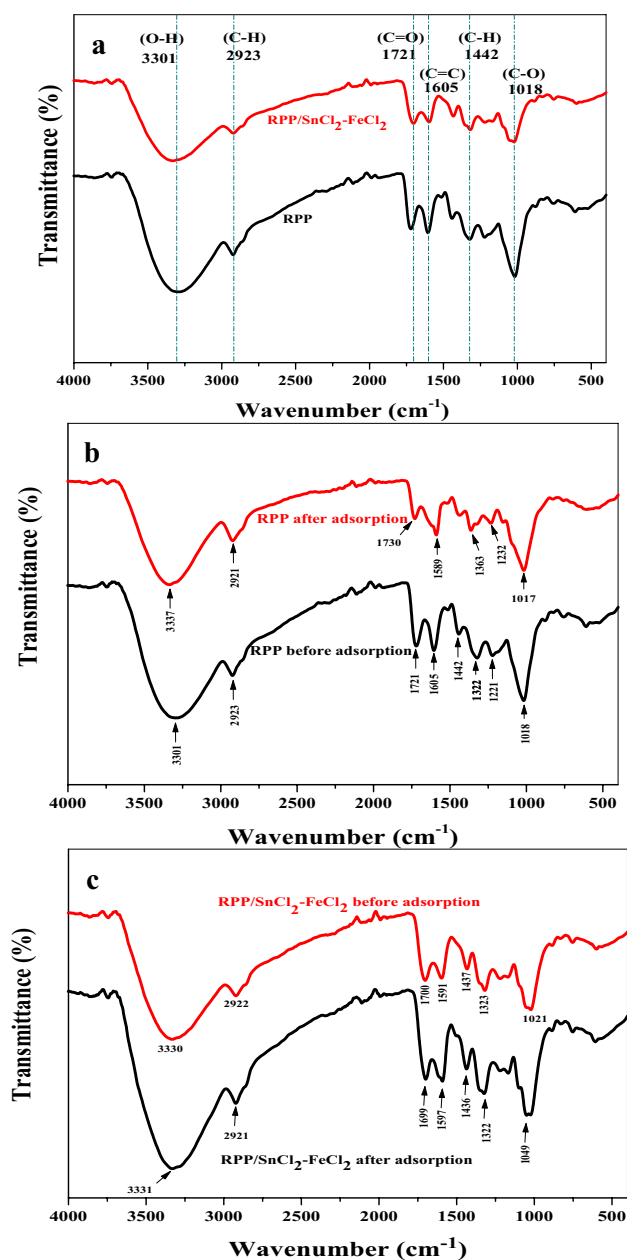 a
(O-H)
3301
(C-H)
2923
(C=O)
1721
(C=C)
1605
(C-H)
1442
(C-O)
1018
RPP/SnCl2-FeCl2
RPP
Transmittance (%)
4000 3500 3000 2500 2000 1500 1000 500
Wavenumber (cm-1)
b
RPP after adsorption
3337
2921
1730
1589
1363
1232
1017
RPP before adsorption
3301
2923
1721
1605
1442
1322
1221
1018
Transmittance (%)
4000 3500 3000 2500 2000 1500 1000 500
Wavenumber (cm-1)
c
RPP/SnCl2-FeCl2 before adsorption
3330
2922
1700
1591
1437
1323
1021
3331
2921
1699
1597
1436
1322
1049
RPP/SnCl2-FeCl2 after adsorption
Transmittance (%)
4000 3500 3000 2500 2000 1500 1000 500
Wavenumber (cm-1)